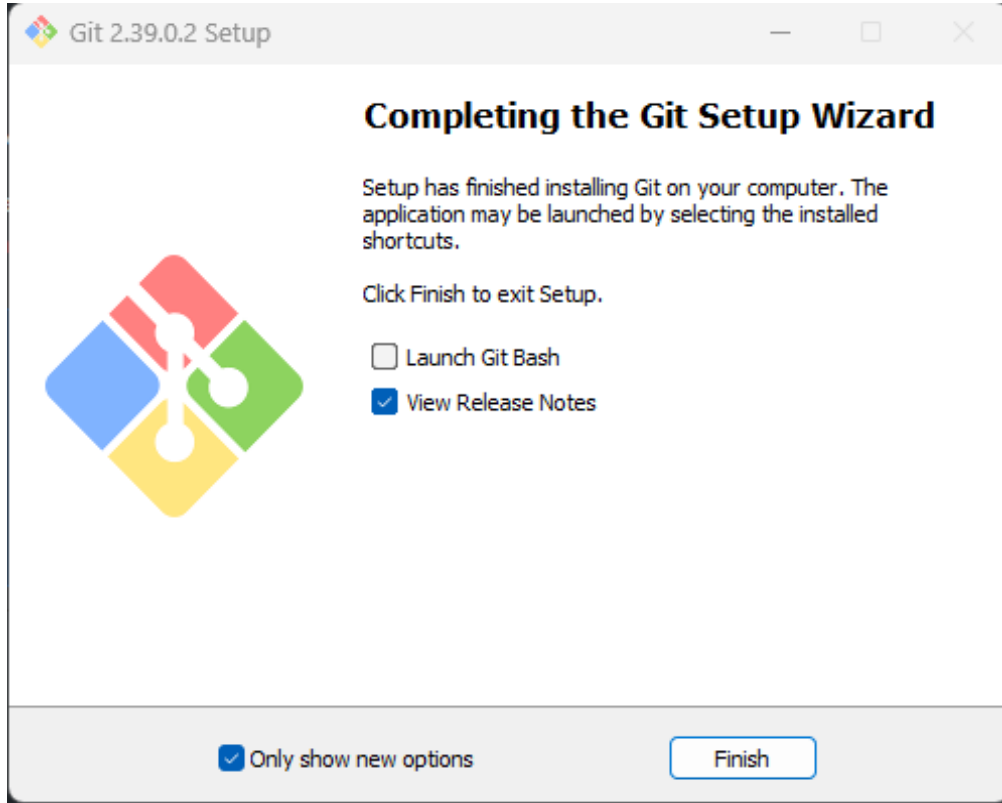 Git 2.39.0.2 Setup
Completing the Git Setup Wizard
Setup has finished installing Git on your computer. The
application may be launched by selecting the installed
shortcuts.
Click Finish to exit Setup.
Launch Git Bash
View Release Notes
Only show new options
Finish